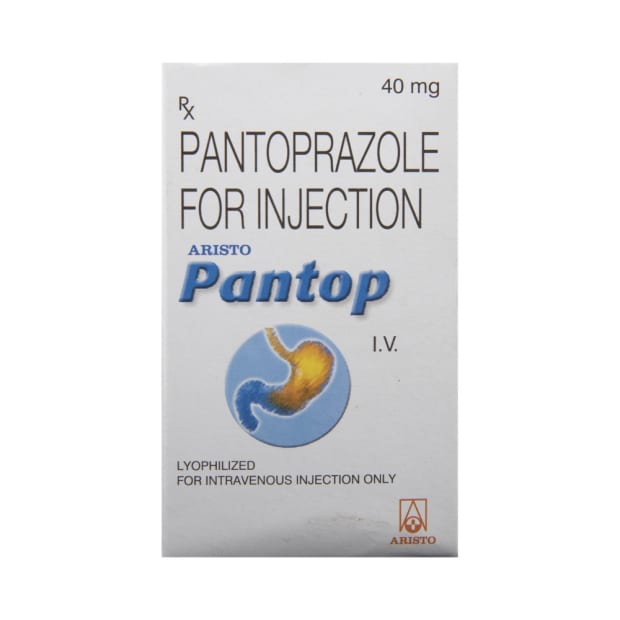 40 mg
Rx
PANTOPRAZOLE
FOR INJECTION
ARISTO
Pantop
I.V.
LYOPHILIZED
FOR INTRAVENOUS INJECTION ONLY
ARISTO